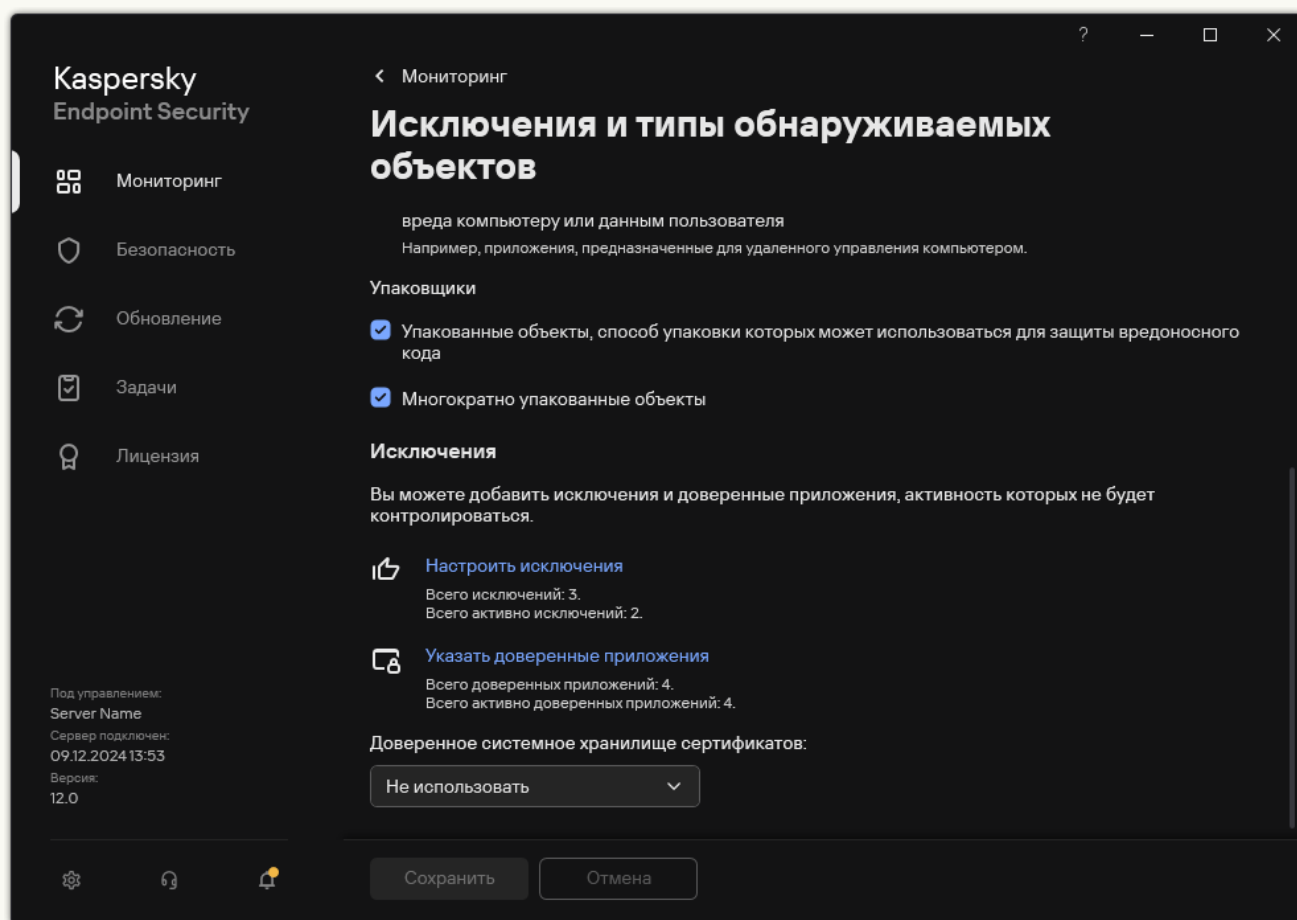 ?
Kaspersky
Endpoint Security
Мониторинг
Безопасность
Обновление
Задачи
Лицензия
Под управлением:
Server Name
Сервер подключен:
09.12.2024 13:53
Версия:
12.0
Мониторинг
Исключения и типы обнаруживаемых
объектов
вреда компьютеру или данным пользователя
Например, приложения, предназначенные для удаленного управления компьютером.
Упаковщики
Упакованные объекты, способ упаковки которых может использоваться для защиты вредоносного
кода
Многократно упакованные объекты
Исключения
Вы можете добавить исключения и доверенные приложения, активность которых не будет
контролироваться.
Настроить исключения
Всего исключений: 3.
Всего активно исключений: 2.
Указать доверенные приложения
Всего доверенных приложений: 4.
Всего активно доверенных приложений: 4.
Доверенное системное хранилище сертификатов:
Не использовать
Сохранить
Отмена